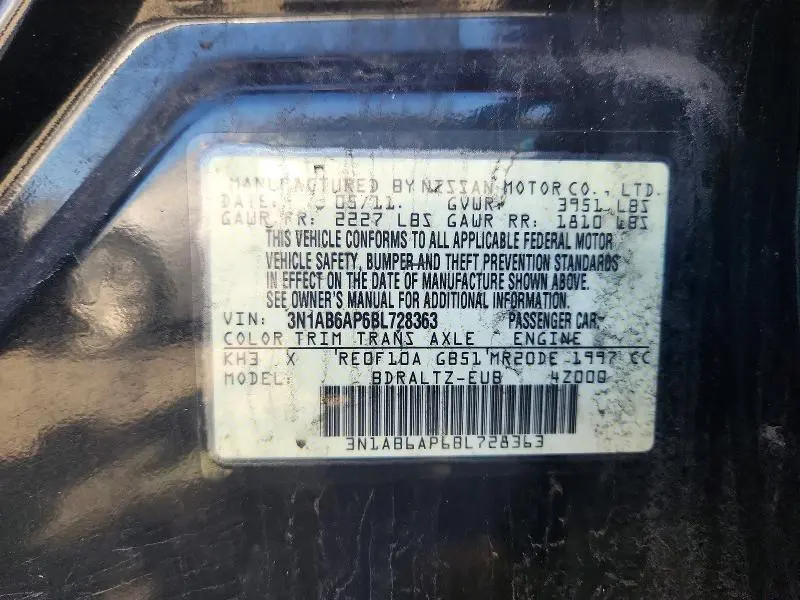 MANUFACTURED BY NISSAN MOTOR CO., LTD.
DATE: 05/11. GVWR: 3951 LBS
GAWR FR: 2227 LBS GAWR RR: 1810 LBS
THIS VEHICLE CONFORMS TO ALL APPLICABLE FEDERAL MOTOR
VEHICLE SAFETY, BUMPER AND THEFT PREVENTION STANDARDS
IN EFFECT ON THE DATE OF MANUFACTURE SHOWN ABOVE.
SEE OWNER'S MANUAL FOR ADDITIONAL INFORMATION.
VIN: 3N1AB6AP6BL728363 PASSENGER CAR
COLOR TRIM TRANS AXLE ENGINE
KH3 X RE0F10A GB51 MR20DE 1997 CC
MODEL: BDRALTZ-EUB 4Z000
3N1AB6AP6BL728363